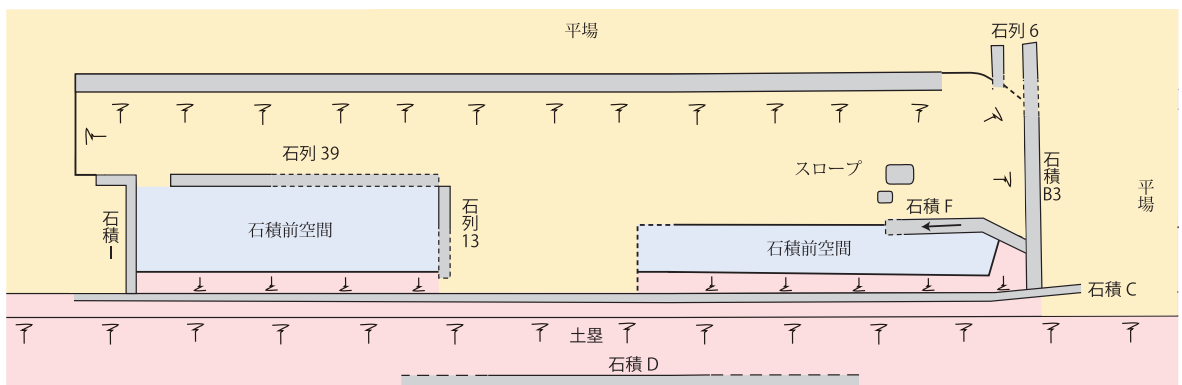 平場
石列 6
石列 39
スロープ
石積 B3
平場
石積 I
石積前空間
石列 13
石積 F
石積前空間
石積 C
土塁
石積 D